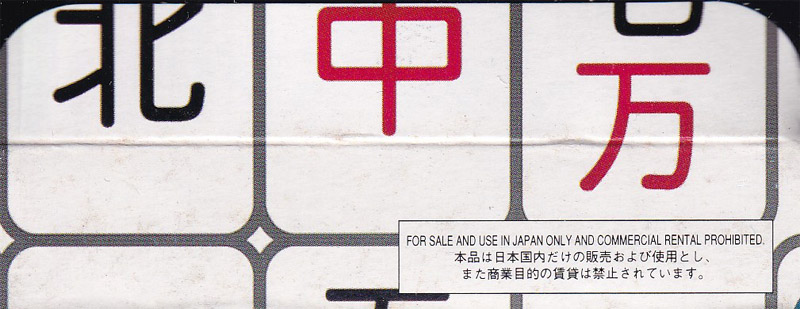 北
中
万
FOR SALE AND USE IN JAPAN ONLY AND COMMERCIAL RENTAL PROHIBITED.
本品は日本国内だけの販売および使用とし、
また商業目的の賃貸は禁止されています。